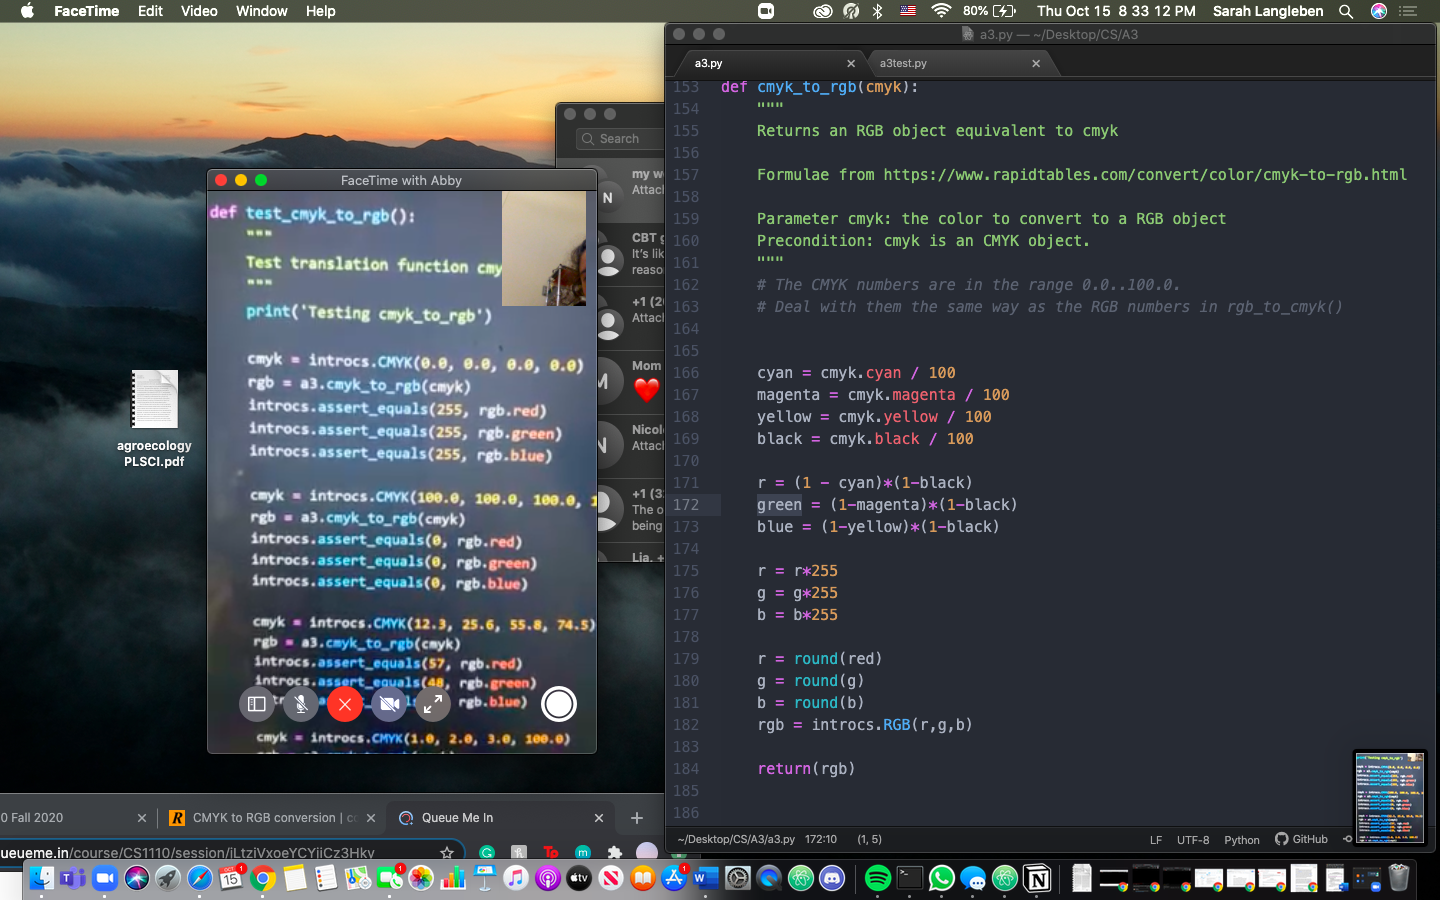 FaceTime Edit Video Window Help
80% Thu Oct 15 8 33 12 PM Sarah Langleben
a3.py — ~/Desktop/CS/A3
a3.py
a3test.py
153 def cmyk_to_rgb(cmyk):
154 """
155 Returns an RGB object equivalent to cmyk
156
157 Formulae from https://www.rapidtables.com/convert/color/cmyk-to-rgb.html
158
159 Parameter cmyk: the color to convert to a RGB object
160 Precondition: cmyk is an CMYK object.
161 """
162 # The CMYK numbers are in the range 0.0..100.0.
163 # Deal with them the same way as the RGB numbers in rgb_to_cmyk()
164
165
166 cyan = cmyk.cyan / 100
167 magenta = cmyk.magenta / 100
168 yellow = cmyk.yellow / 100
169 black = cmyk.black / 100
170
171 r = (1 - cyan)*(1-black)
172 green = (1-magenta)*(1-black)
173 blue = (1-yellow)*(1-black)
174
175 r = r*255
176 g = g*255
177 b = b*255
178
179 r = round(red)
180 g = round(g)
181 b = round(b)
182 rgb = introcs.RGB(r,g,b)
183
184 return(rgb)
185
186
~/Desktop/CS/A3/a3.py 172:10 (1, 5)
LF UTF-8 Python GitHub
Search
my w
Attac
N
CBT g
It's lik
reaso
+1 (2
Attac
Mom
M
Nicol
Attac
N
+1 (3
The o
being
Lia, +
FaceTime with Abby
def test_cmyk_to_rgb():
"""
Test translation function cmy
"""
print('Testing cmyk_to_rgb')
cmyk = introcs.CMYK(0.0, 0.0, 0.0, 0.0)
rgb = a3.cmyk_to_rgb(cmyk)
introcs.assert_equals(255, rgb.red)
introcs.assert_equals(255, rgb.green)
introcs.assert_equals(255, rgb.blue)
cmyk = introcs.CMYK(100.0, 100.0, 100.0, 1
rgb = a3.cmyk_to_rgb(cmyk)
introcs.assert_equals(0, rgb.red)
introcs.assert_equals(0, rgb.green)
introcs.assert_equals(0, rgb.blue)
cmyk = introcs.CMYK(12.3, 25.6, 55.8, 74.5)
rgb = a3.cmyk_to_rgb(cmyk)
introcs.assert_equals(57, rgb.red)
introcs.assert_equals(48, rgb.green)
rgb.blue)
cmyk = introcs.CMYK(1.0, 2.0, 3.0, 100.0)
agroecology
PLSCI.pdf
0 Fall 2020
CMYK to RGB conversion | c
Queue Me In
ueueme.in/course/CS1110/session/iLtzjVxoeYCYiiCz3Hky
OCT
15
tv